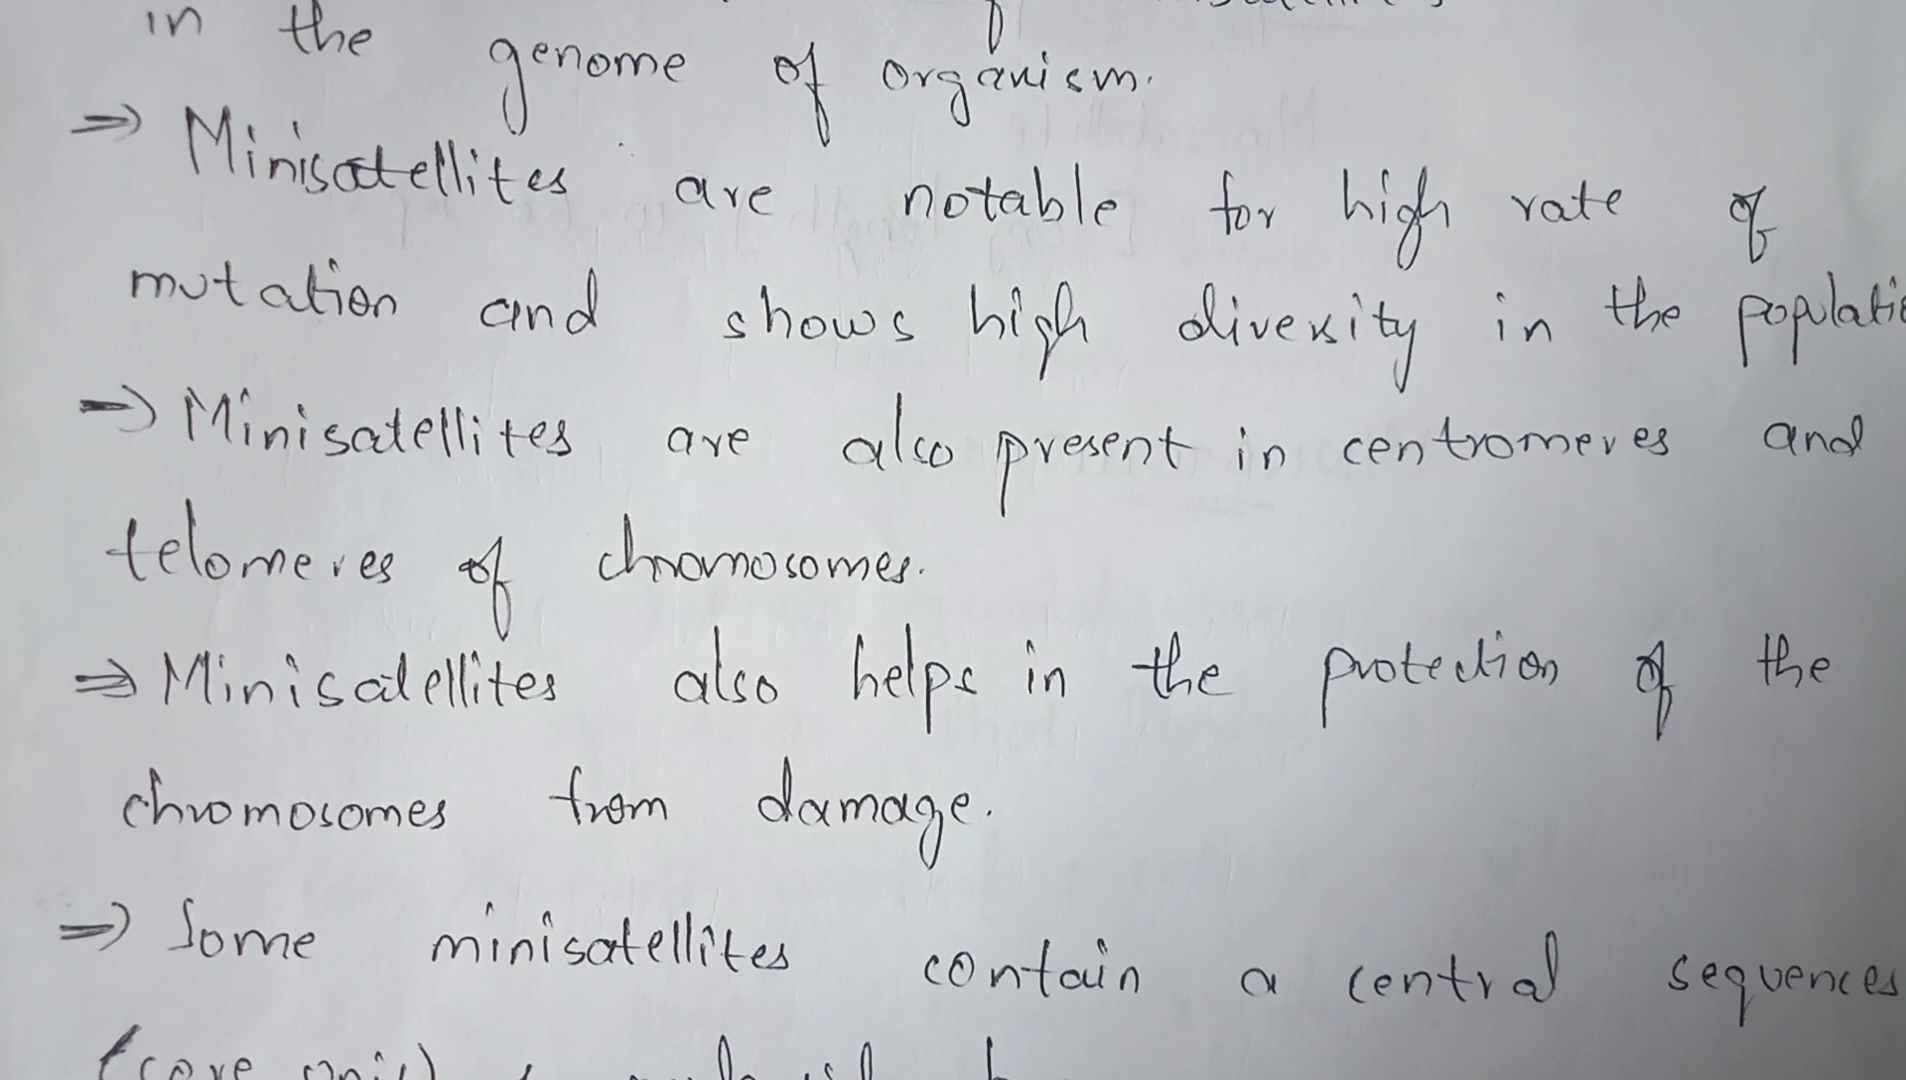 in the genome of organism.
⇒ Minisatellites are notable for high rate of
mutation and shows high diversity in the
⇒ Minisatellites are also present in centromeres and
telomeres of chromosomes.
⇒ Minisatellites also helps in the protection of the
chromosomes from damage.
⇒ Some minisatellites contain a central sequences
(core